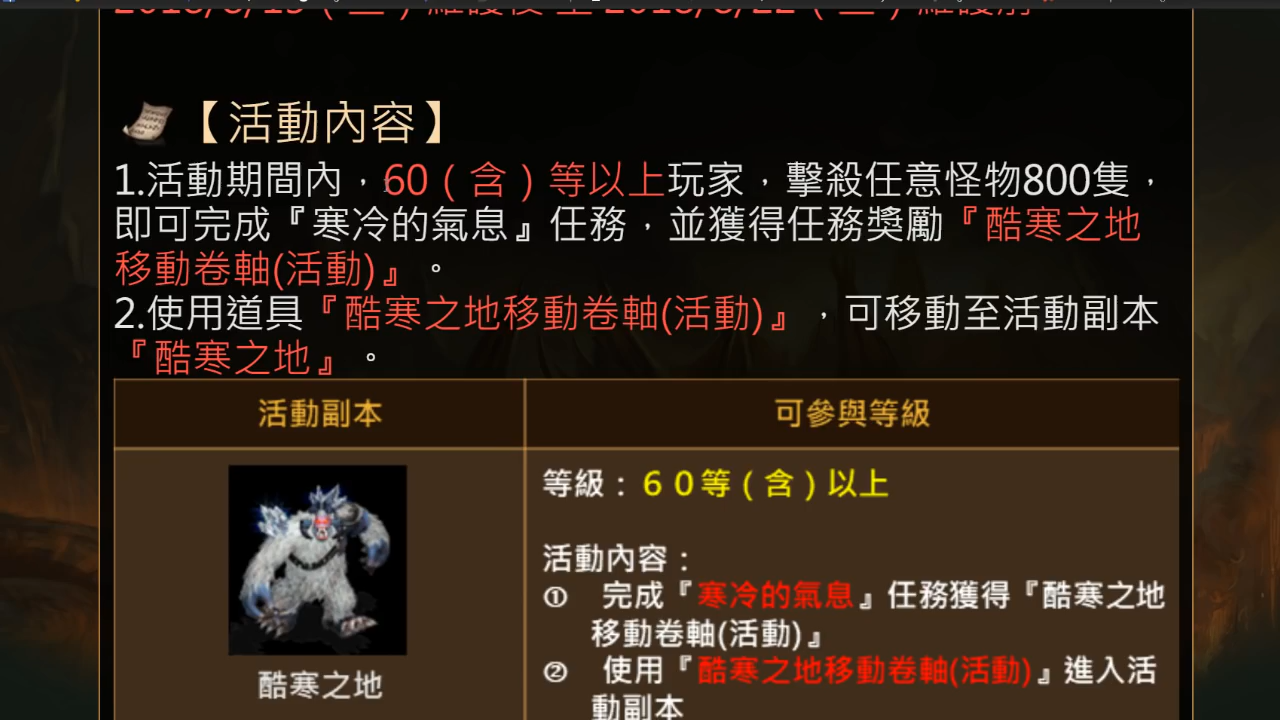 【活動內容】
1.活動期間內，60（含）等以上玩家，擊殺任意怪物800隻，
即可完成『寒冷的氣息』任務，並獲得任務獎勵『酷寒之地
移動卷軸(活動)』。
2.使用道具『酷寒之地移動卷軸(活動)』，可移動至活動副本
『酷寒之地』。
活動副本
可參與等級
酷寒之地
等級：６０等（含）以上
活動內容：
① 完成『寒冷的氣息』任務獲得『酷寒之地
移動卷軸(活動)』
② 使用『酷寒之地移動卷軸(活動)』進入活
動副本